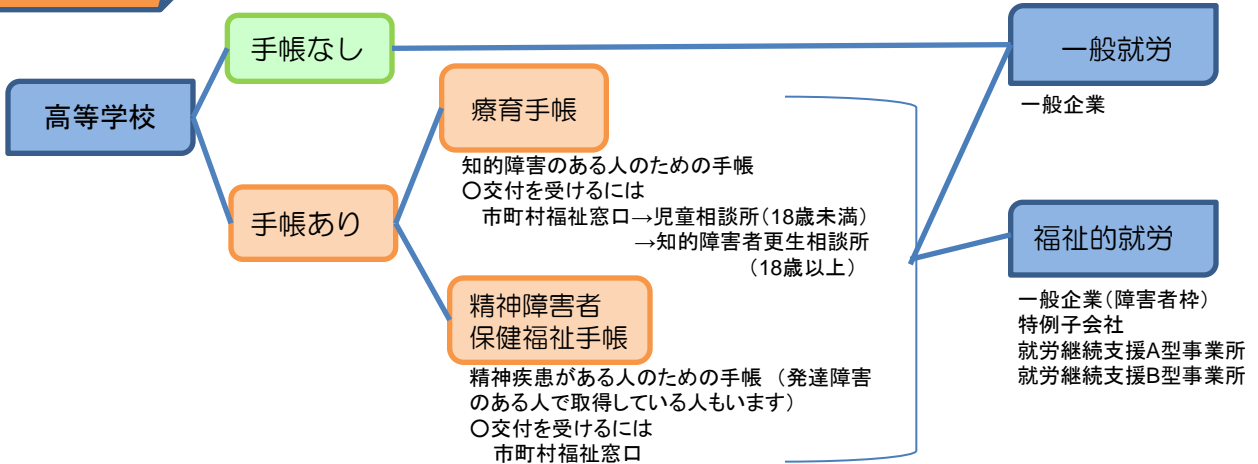 高等学校
手帳なし
手帳あり
療育手帳
知的障害のある人のための手帳
〇交付を受けるには
市町村福祉窓口→児童相談所(18歳未満)
→知的障害者更生相談所
(18歳以上)
精神障害者
保健福祉手帳
精神疾患がある人のための手帳 (発達障害
のある人で取得している人もいます)
〇交付を受けるには
市町村福祉窓口
一般就労
一般企業
福祉的就労
一般企業(障害者枠)
特例子会社
就労継続支援A型事業所
就労継続支援B型事業所